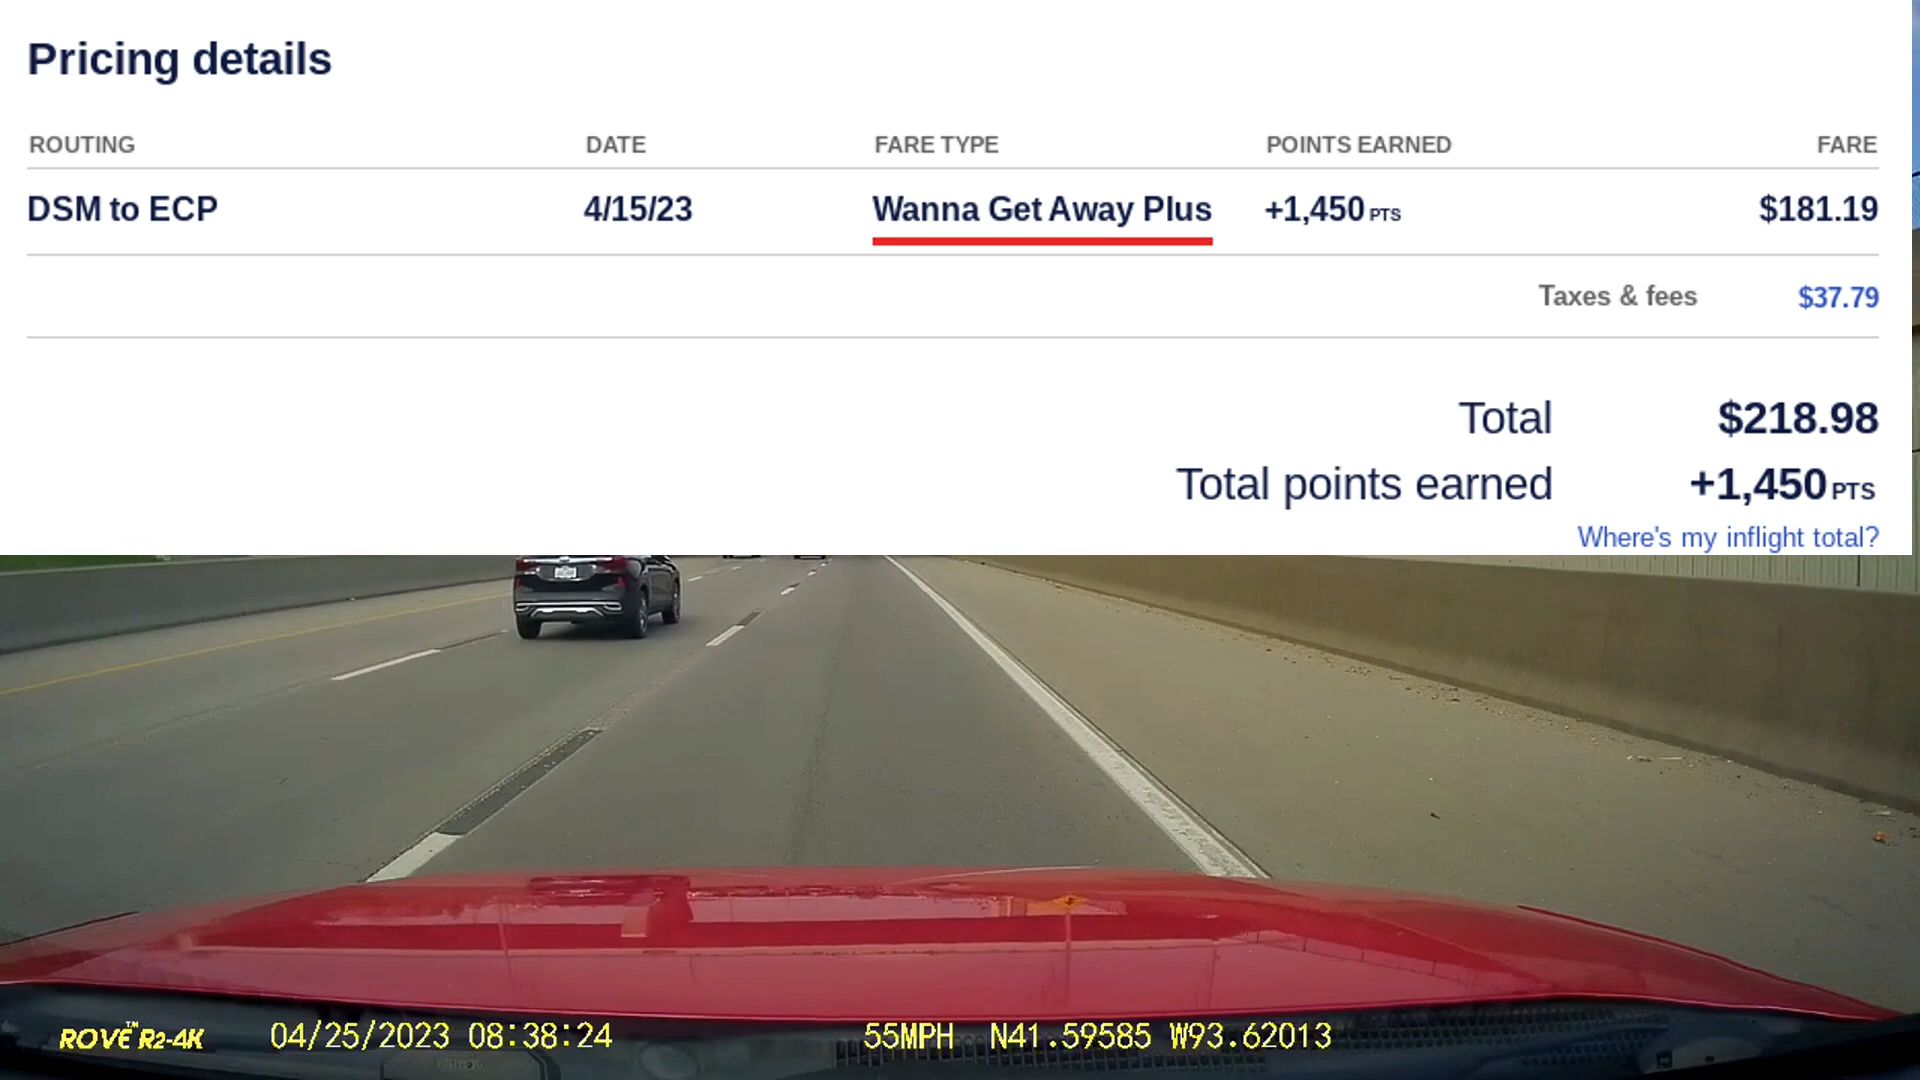 Pricing details
ROUTING DATE FARE TYPE POINTS EARNED FARE
DSM to ECP 4/15/23 Wanna Get Away Plus +1,450 PTS $181.19
Taxes & fees $37.79
Total $218.98
Total points earned +1,450 PTS
Where's my inflight total?
ROVE™ R2-4K 04/25/2023 08:38:24 55MPH N41.59585 W93.62013